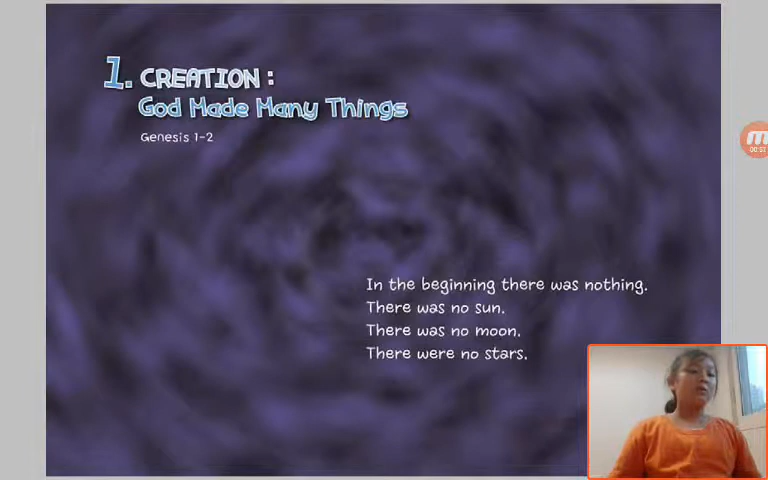 1. CREATION :
God Made Many Things
Genesis 1-2
In the beginning there was nothing.
There was no sun.
There was no moon.
There were no stars.